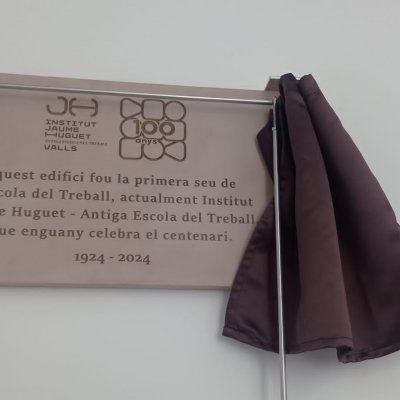 JH
INSTITUT
JAUME
HUGUET
VALLS
100
anys
quest edifici fou la primera seu de
cola del Treball, actualment Institut
e Huguet - Antiga Escola del Treball
ue enguany celebra el centenari.
1924 - 2024